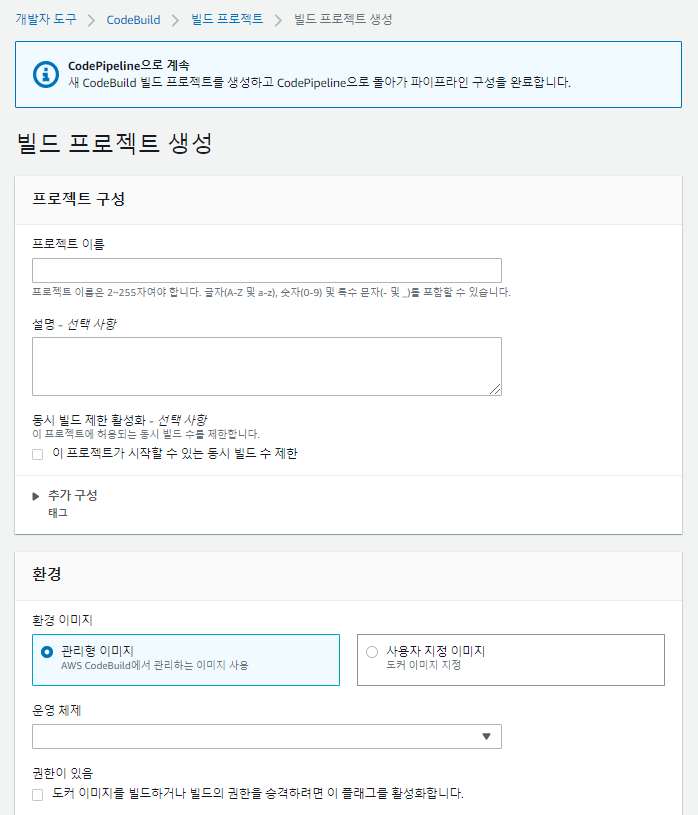 개발자 도구 > CodeBuild > 빌드 프로젝트 > 빌드 프로젝트 생성
CodePipeline으로 계속
새 CodeBuild 빌드 프로젝트를 생성하고 CodePipeline으로 돌아가 파이프라인 구성을 완료합니다.
빌드 프로젝트 생성
프로젝트 구성
프로젝트 이름
프로젝트 이름은 2~255자여야 합니다. 글자(A-Z 및 a-z), 숫자(0-9) 및 특수 문자(- 및 _)를 포함할 수 있습니다.
설명 - 선택 사항
동시 빌드 제한 활성화 - 선택 사항
이 프로젝트에 허용되는 동시 빌드 수를 제한합니다.
이 프로젝트가 시작할 수 있는 동시 빌드 수 제한
추가 구성
태그
환경
환경 이미지
관리형 이미지
AWS CodeBuild에서 관리하는 이미지 사용
사용자 지정 이미지
도커 이미지 지정
운영 체제
권한이 있음
도커 이미지를 빌드하거나 빌드의 권한을 승격하려면 이 플래그를 활성화합니다.